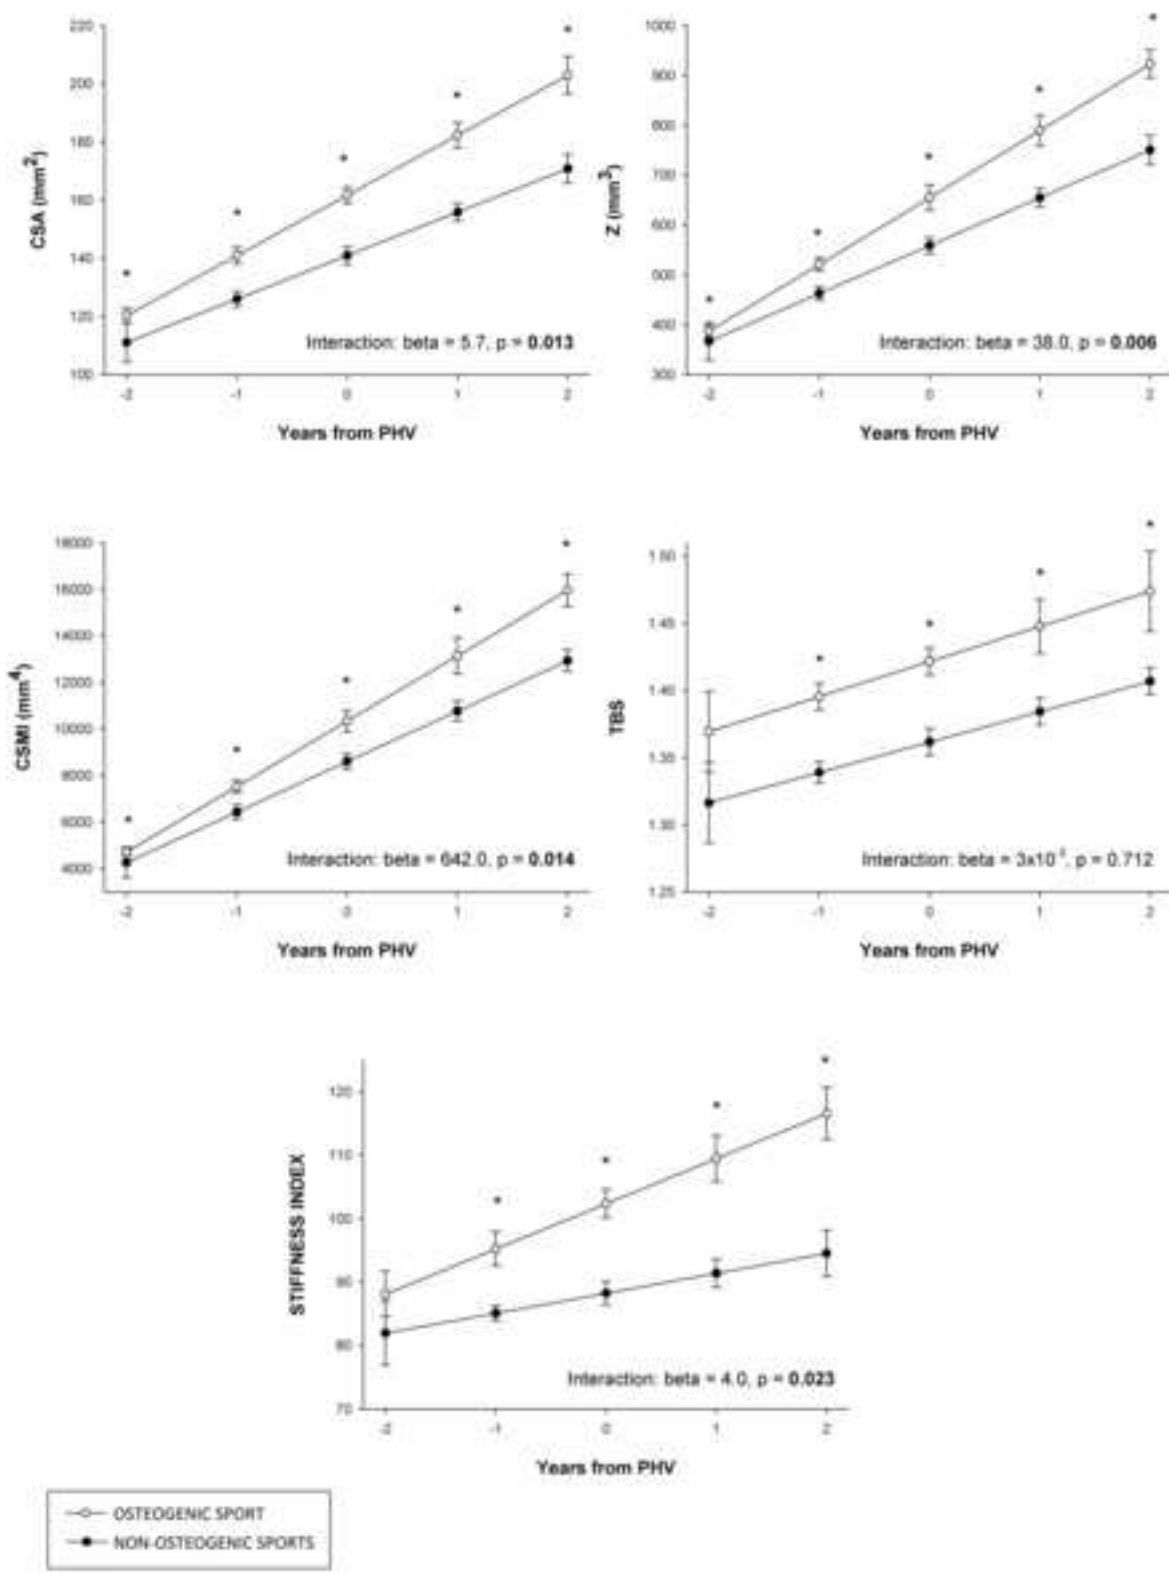 220
200
180
160
140
120
100
CSA (mm²)
*
*
*
*
*
Interaction: beta = 5.7, p = 0.013
-2 -1 0 1 2
Years from PHV
1000
900
800
700
600
500
400
300
Z (mm³)
*
*
*
*
*
Interaction: beta = 38.0, p = 0.006
-2 -1 0 1 2
Years from PHV
18000
16000
14000
12000
10000
8000
6000
4000
CSMI (mm⁴)
*
*
*
*
*
Interaction: beta = 642.0, p = 0.014
-2 -1 0 1 2
Years from PHV
1.50
1.45
1.40
1.35
1.30
1.25
TBS
*
*
*
*
Interaction: beta = 3x10, p = 0.712
-2 -1 0 1 2
Years from PHV
120
110
100
90
80
70
STIFFNESS INDEX
*
*
*
*
Interaction: beta = 4.0, p = 0.023
-2 -1 0 1 2
Years from PHV
OSTEOGENIC SPORT
NON-OSTEOGENIC SPORTS